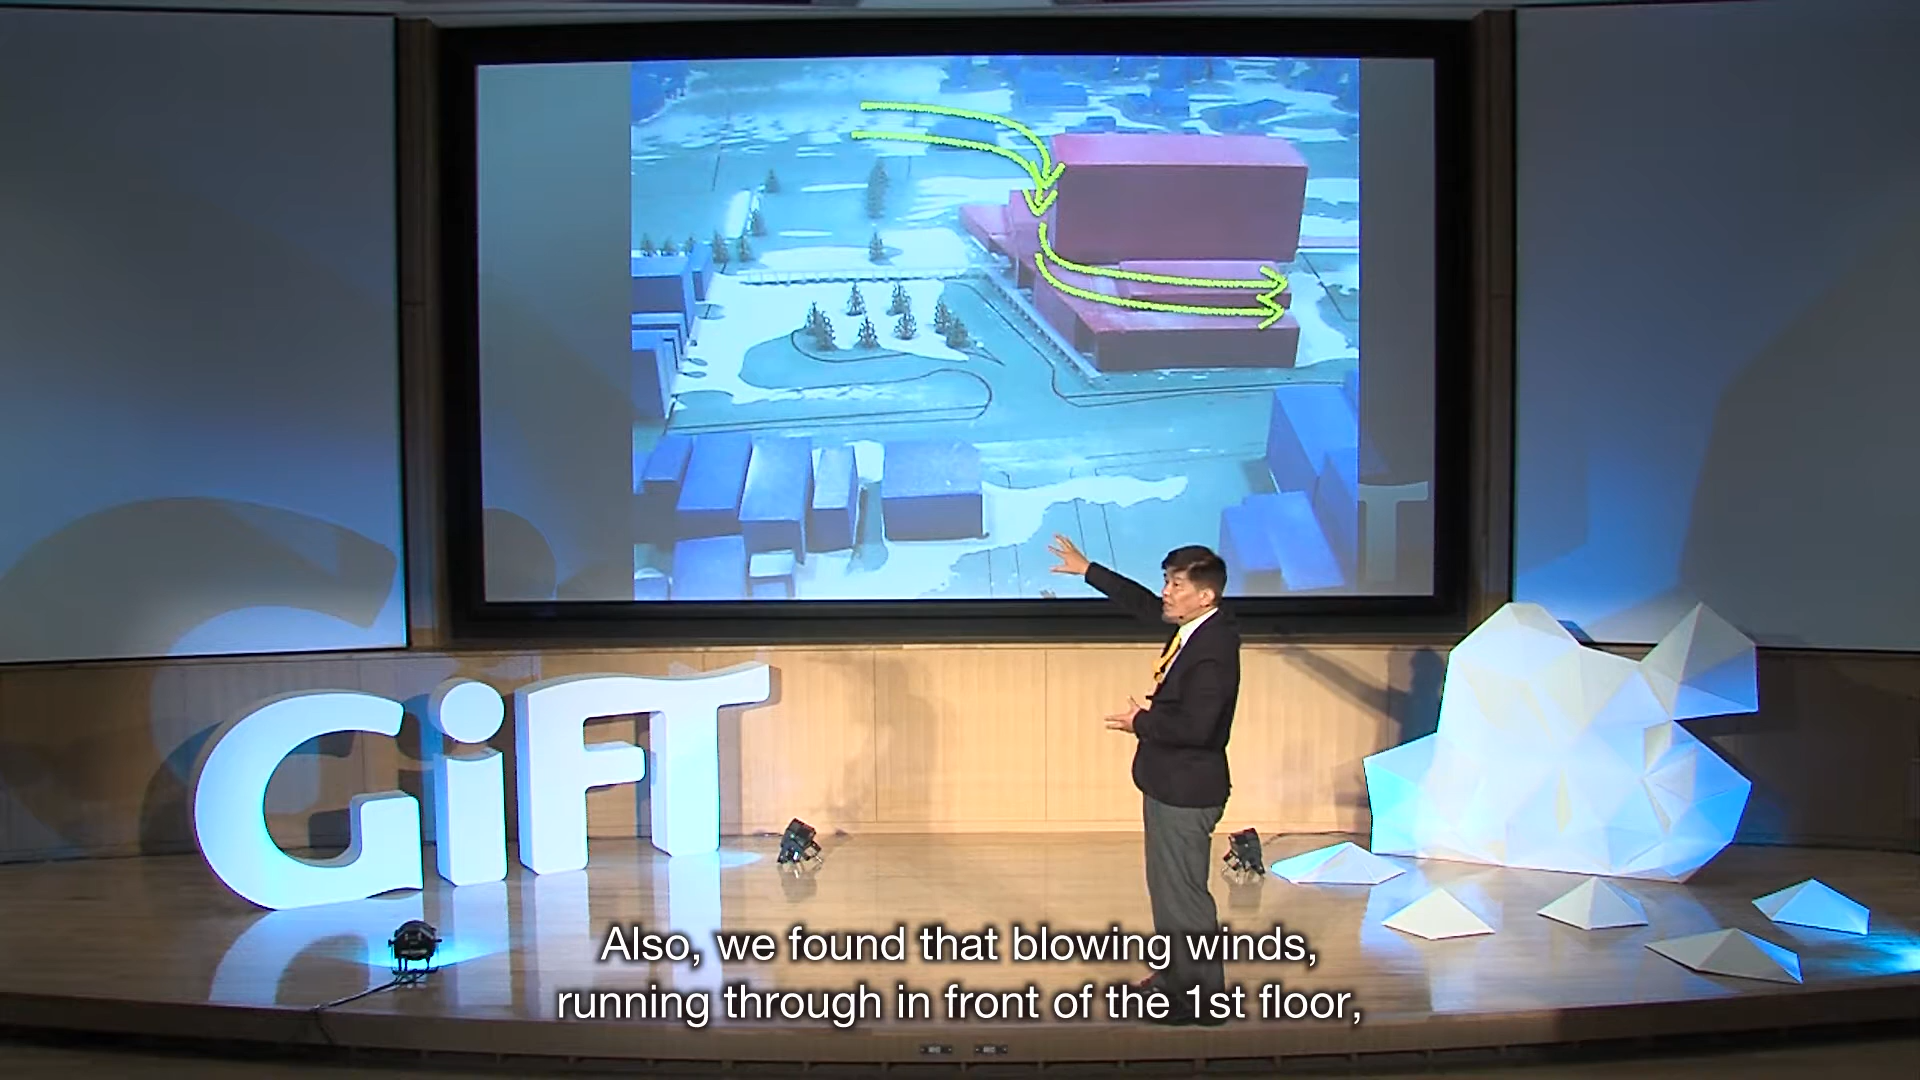 GiFT
Also, we found that blowing winds,
running through in front of the 1st floor,